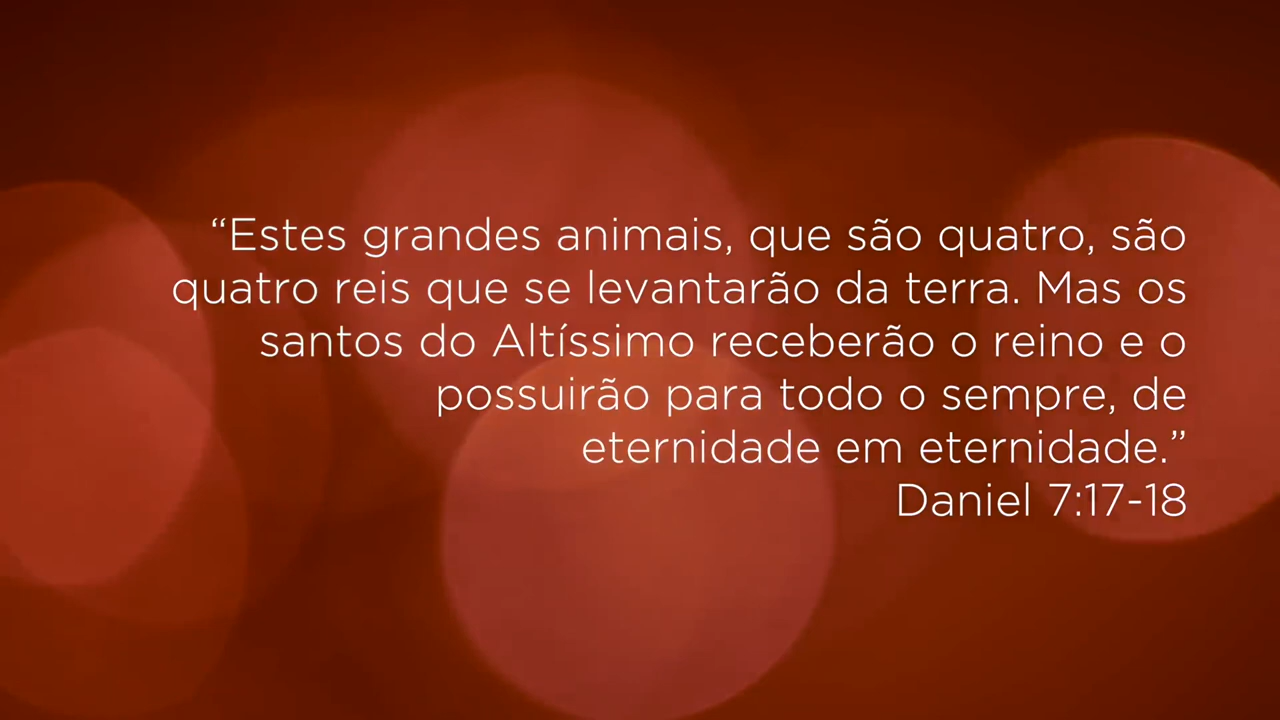 “Estes grandes animais, que são quatro, são
quatro reis que se levantarão da terra. Mas os
santos do Altíssimo receberão o reino e o
possuirão para todo o sempre, de
eternidade em eternidade.”
Daniel 7:17-18